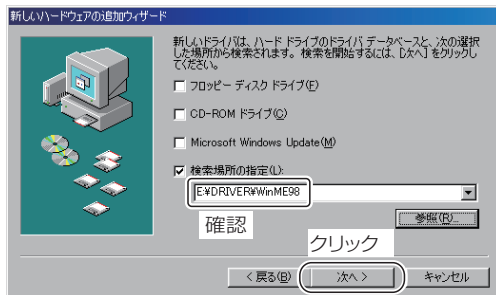 新しいハードウェアの追加ウィザード
新しいドライバは、ハード ドライブのドライバ データベースと、次の選択
した場所から検索されます。検索を開始するには、[次へ] をクリックし
てください。
フロッピー ディスク ドライブ(F)
CD-ROM ドライブ(C)
Microsoft Windows Update(M)
検索場所の指定(L):
E:¥DRIVER¥WinME98
確認
参照(R)...
クリック
< 戻る(B)
次へ >
キャンセル